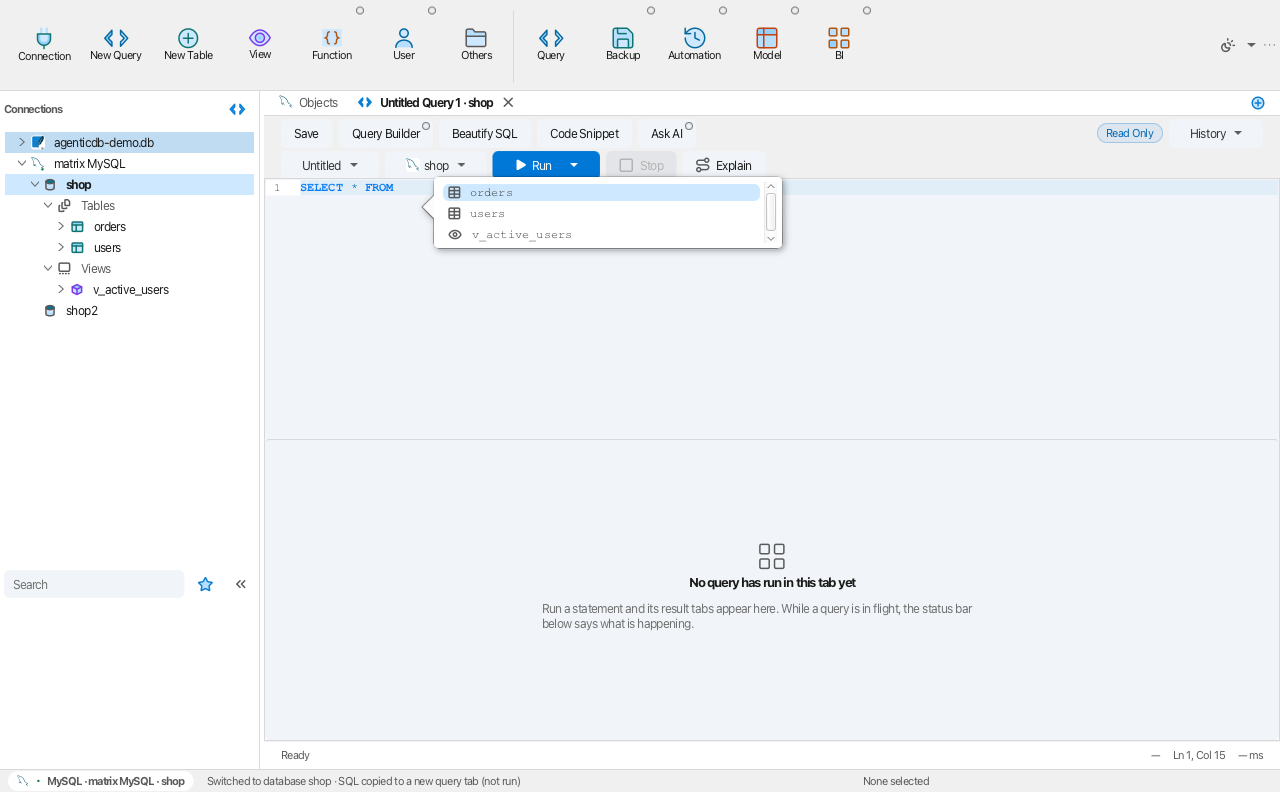 Connection
New Query
New Table
View
Function
User
Others
Query
Backup
Automation
Model
BI
Connections
agenticdb-demo.db
matrix MySQL
shop
Tables
orders
users
Views
v_active_users
shop2
Search
Objects
Untitled Query 1 · shop
Save
Query Builder
Beautify SQL
Code Snippet
Ask AI
Read Only
History
Untitled
shop
Run
Stop
Explain
1 SELECT * FROM
orders
users
v_active_users
No query has run in this tab yet
Run a statement and its result tabs appear here. While a query is in flight, the status bar
below says what is happening.
Ready
— Ln 1, Col 15 — ms
MySQL · matrix MySQL · shop
Switched to database shop · SQL copied to a new query tab (not run)
None selected